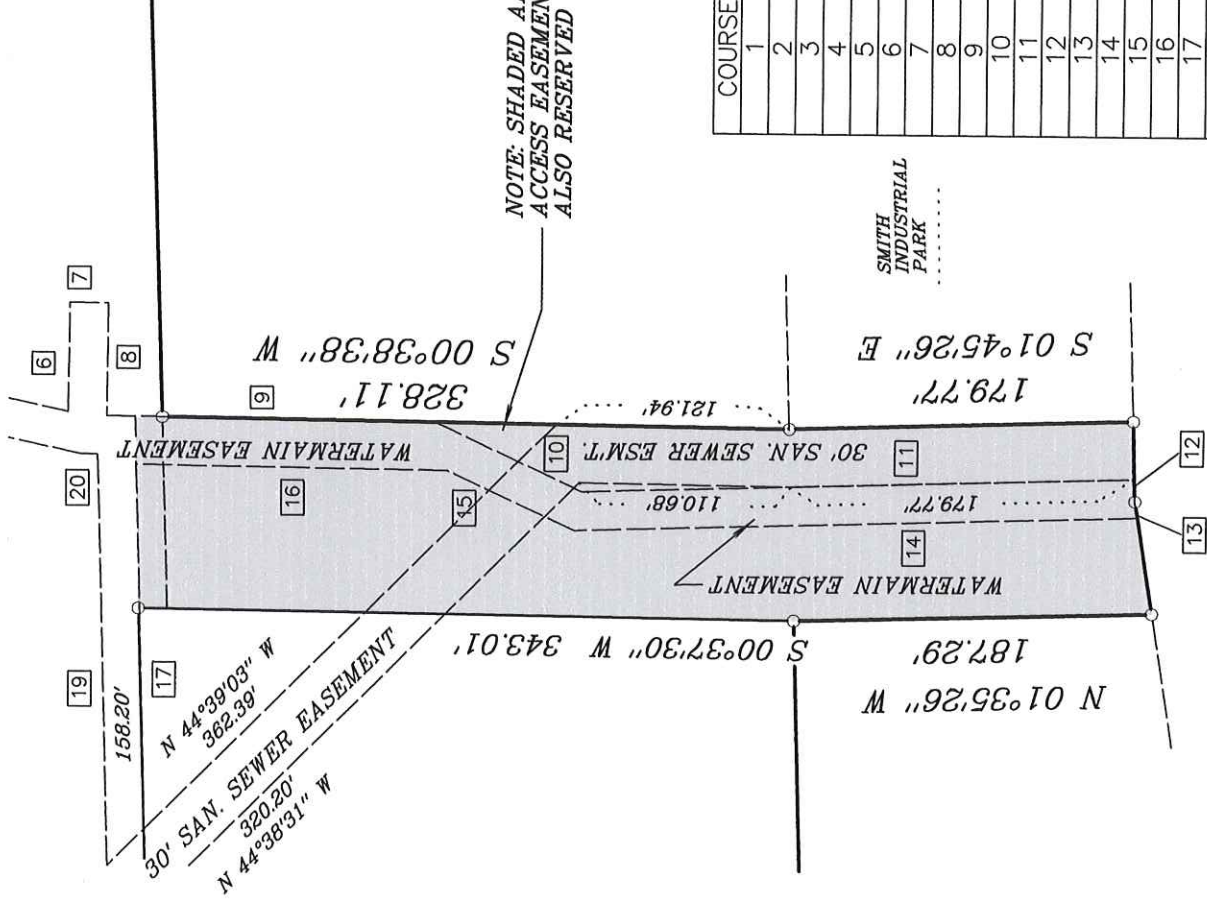 6
7
8
20
19
17
158.20'
N 44°39'03" W
362.39'
30' SAN. SEWER EASEMENT
320.20'
N 44°38'31" W
WATERMAIN EASEMENT
9
16
15
10
S 00°38'38" W
328.11'
NOTE: SHADED
ACCESS
ALSO RESERVED
121.94'
30' SAN. SEWER ESM'T.
110.68'
S 00°37'30" W 343.01'
11
179.77'
14
WATERMAIN EASEMENT
S 01°45'26" E
179.77'
187.29'
N 01°35'26" W
12
13
SMITH
INDUSTRIAL
PARK
COURSE
1
2
3
4
5
6
7
8
9
10
11
12
13
14
15
16
17